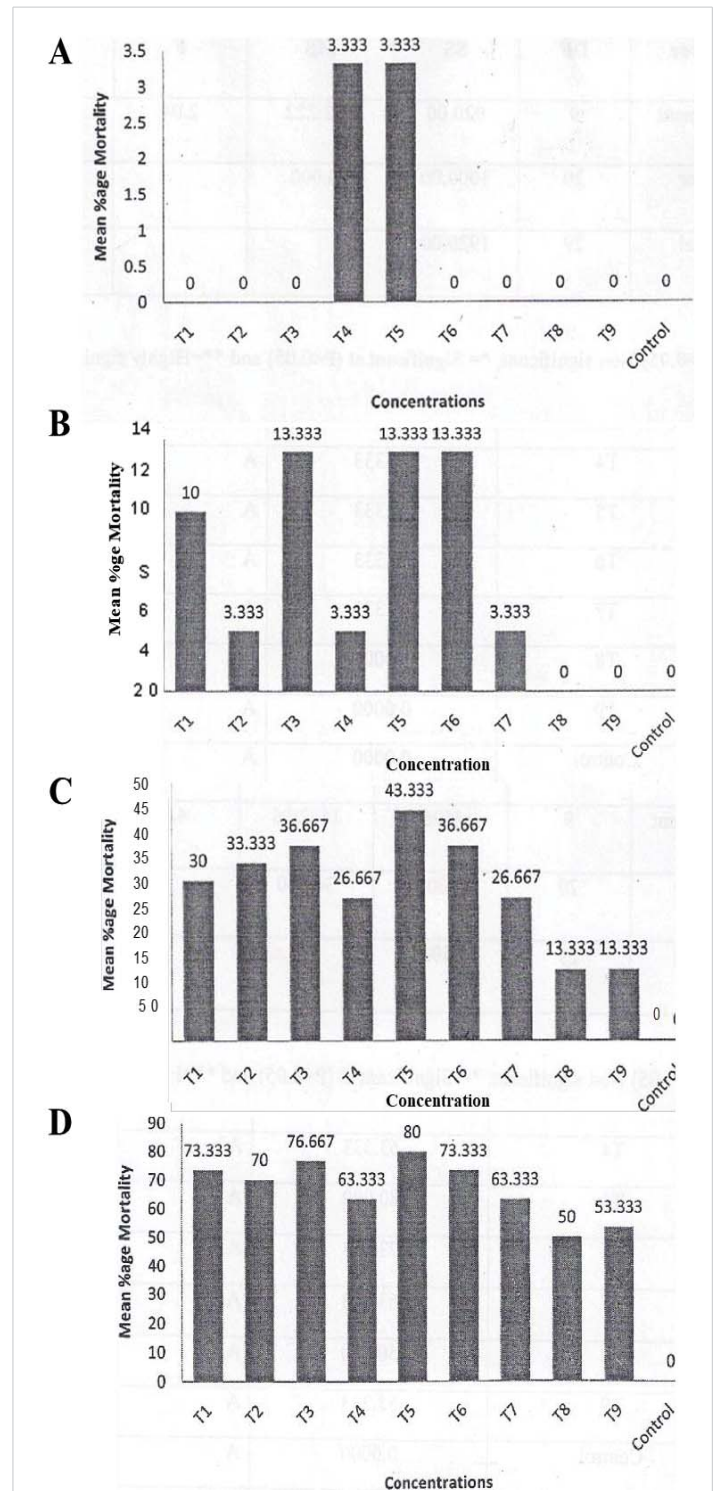 A
3.5
3
2.5
2
1.5
1
0.5
0
Mean %age Mortality
3.333 3.333
0 0 0 0 0 0 0 0
T1 T2 T3 T4 T5 T6 T7 T8 T9 Control
Concentrations
B
14
12
10
S
6
4
2 0
Mean %ge Mortality
10 3.333 13.333 3.333 13.333 13.333 3.333 0 0 0
T1 T2 T3 T4 T5 T6 T7 T8 T9 Control
Concentration
C
50
45
40
35
30
25
20
15
10
5 0
Mean %age Mortality
30 33.333 36.667 26.667 43.333 36.667 26.667 13.333 13.333 0
T1 T2 T3 T4 T5 T6 T7 T8 T9 Control
Concentration
D
90
80
70
60
50
40
30
20
10
0
Mean %age Mortality
73.333 70 76.667 63.333 80 73.333 63.333 50 53.333 0
T1 T2 T3 T4 T5 T6 T7 T8 T9 Control
Concentrations